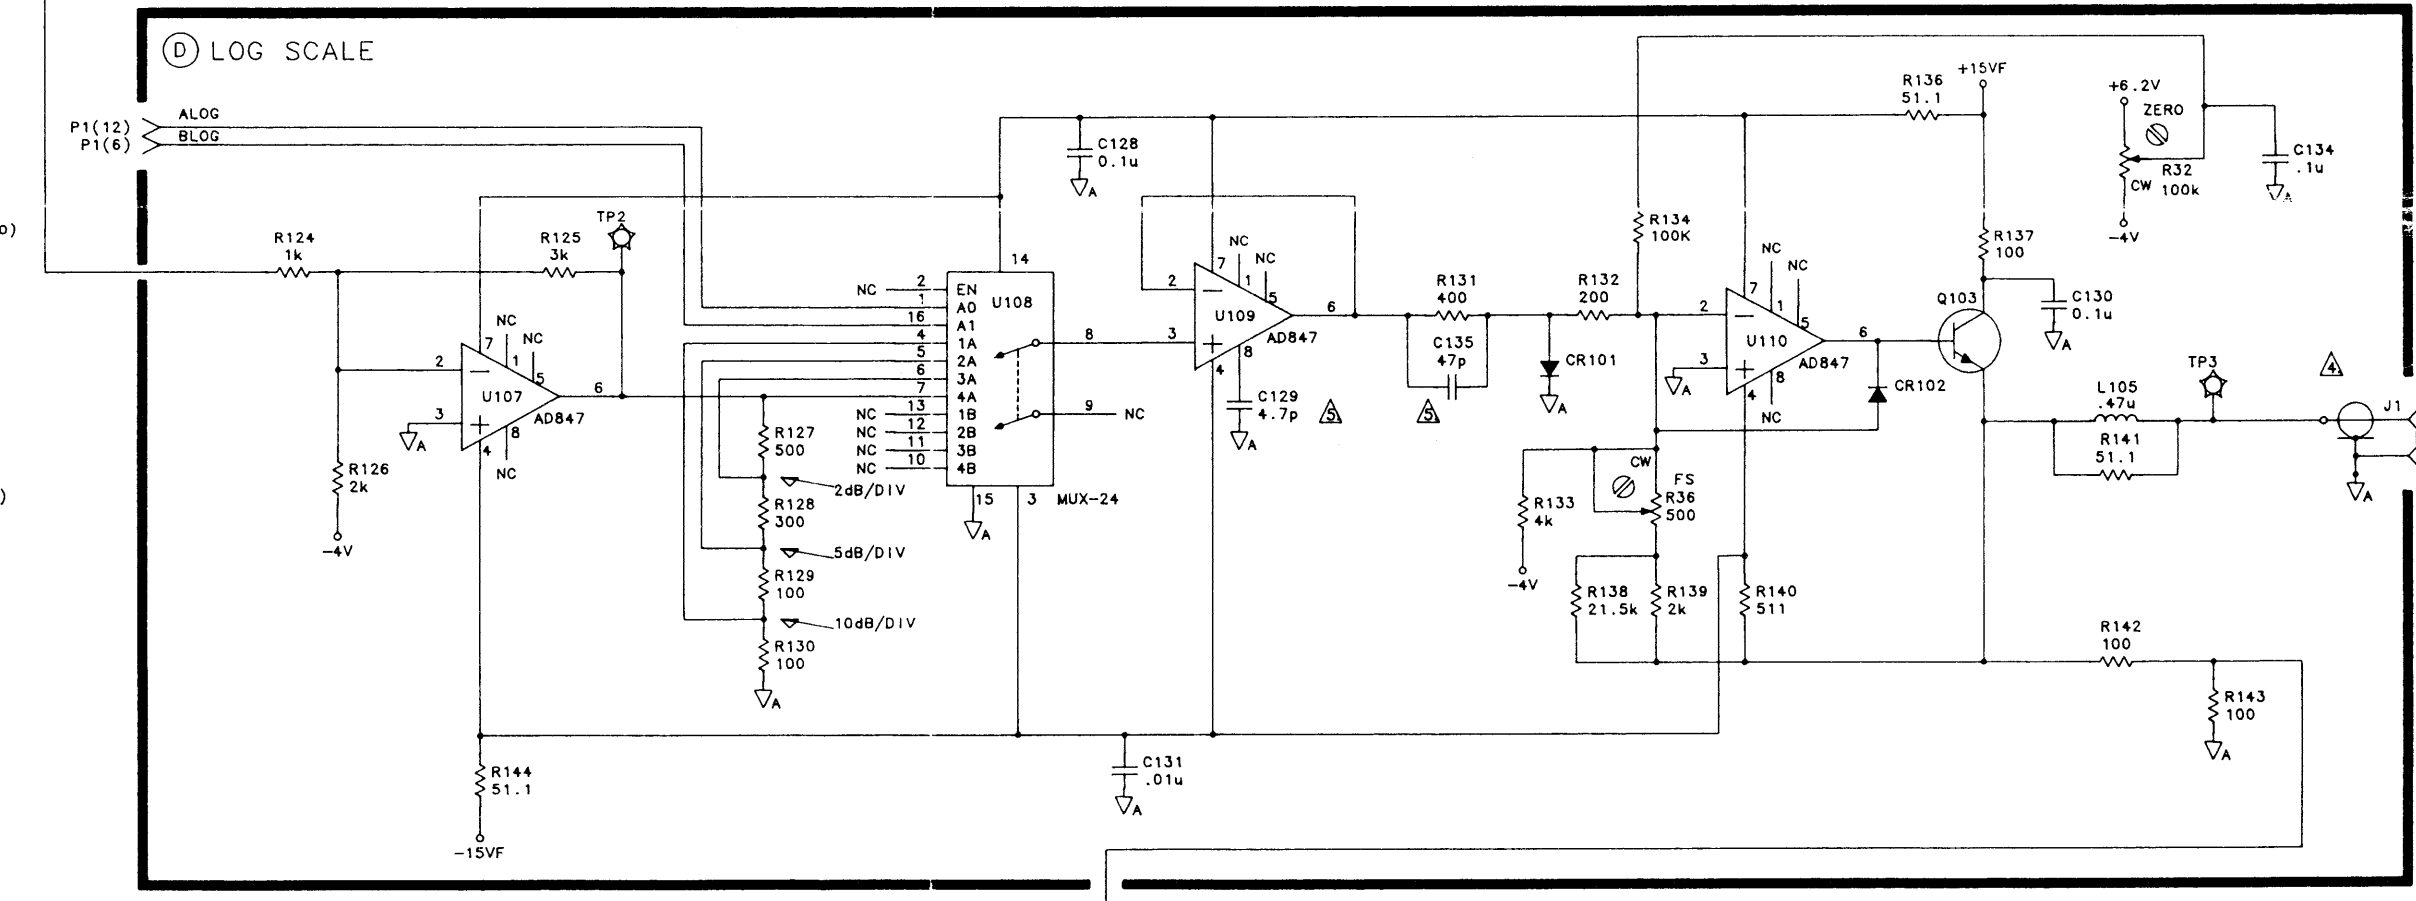 D LOG SCALE
ALOG
P1(12)
BLOG
P1(6)
o)
)
R124
1k
R125
3k
TP2
R126
2k
-4V
NC
NC
7
1
5
2
3
U107
6
AD847
4
8
NC
A
R144
51.1
-15VF
R127
500
2dB/DIV
R128
300
5dB/DIV
R129
100
10dB/DIV
R130
100
A
14
U108
NC 2 EN
1 A0
16 A1
4 1A
5 2A
6 3A
7 4A
NC 13 1B
NC 12 2B
NC 11 3B
NC 10 4B
8
9 NC
15
3
MUX-24
A
C128
0.1u
A
C131
.01u
A
NC
NC
7
1
5
2
3
U109
6
AD847
4
8
C129
4.7p
A
5
R131
400
C135
47p
5
R132
200
CR101
A
R134
100K
NC
NC
7
1
5
2
3
U110
6
AD847
4
8
NC
A
CR102
R133
4k
-4V
CW
FS
R36
500
R138
21.5k
R139
2k
R140
511
R136
51.1
+15VF
R137
100
Q103
C130
0.1u
A
+6.2V
ZERO
R32
CW 100k
-4V
C134
.1u
A
TP3
4
L105
.47u
R141
51.1
J1
A
R142
100
R143
100
A